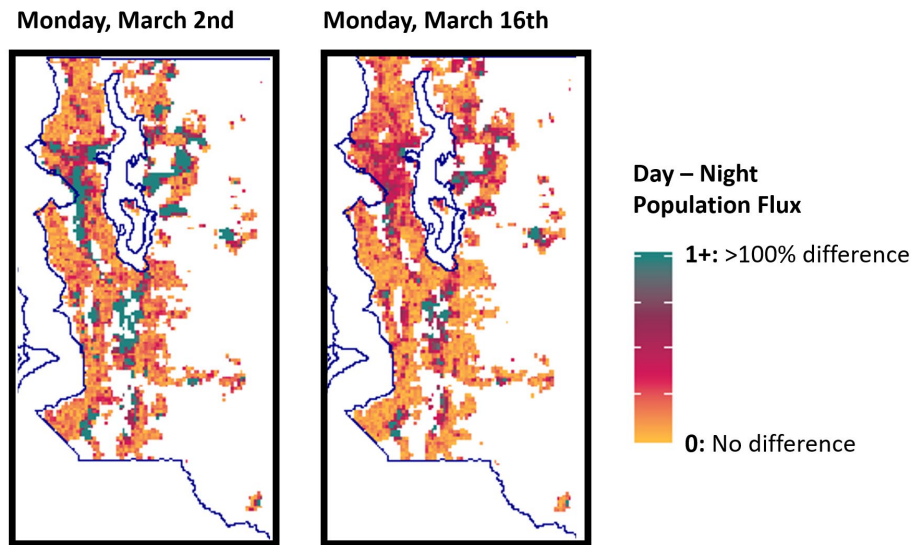 Monday, March 2nd
Monday, March 16th
Day – Night
Population Flux
1+: >100% difference
0: No difference